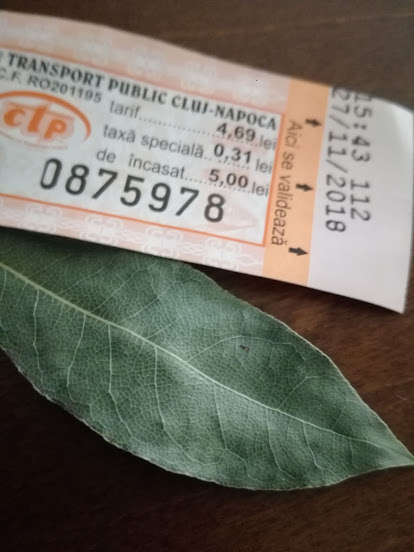 TRANSPORT PUBLIC CLUJ-NAPOCA
C.F. RO201195
ctp
tarif..................4,69 lei
taxă specială..0,31 lei
de încasat....5,00 lei
0875978
Aici se validează
15:43 112
27/11/2018